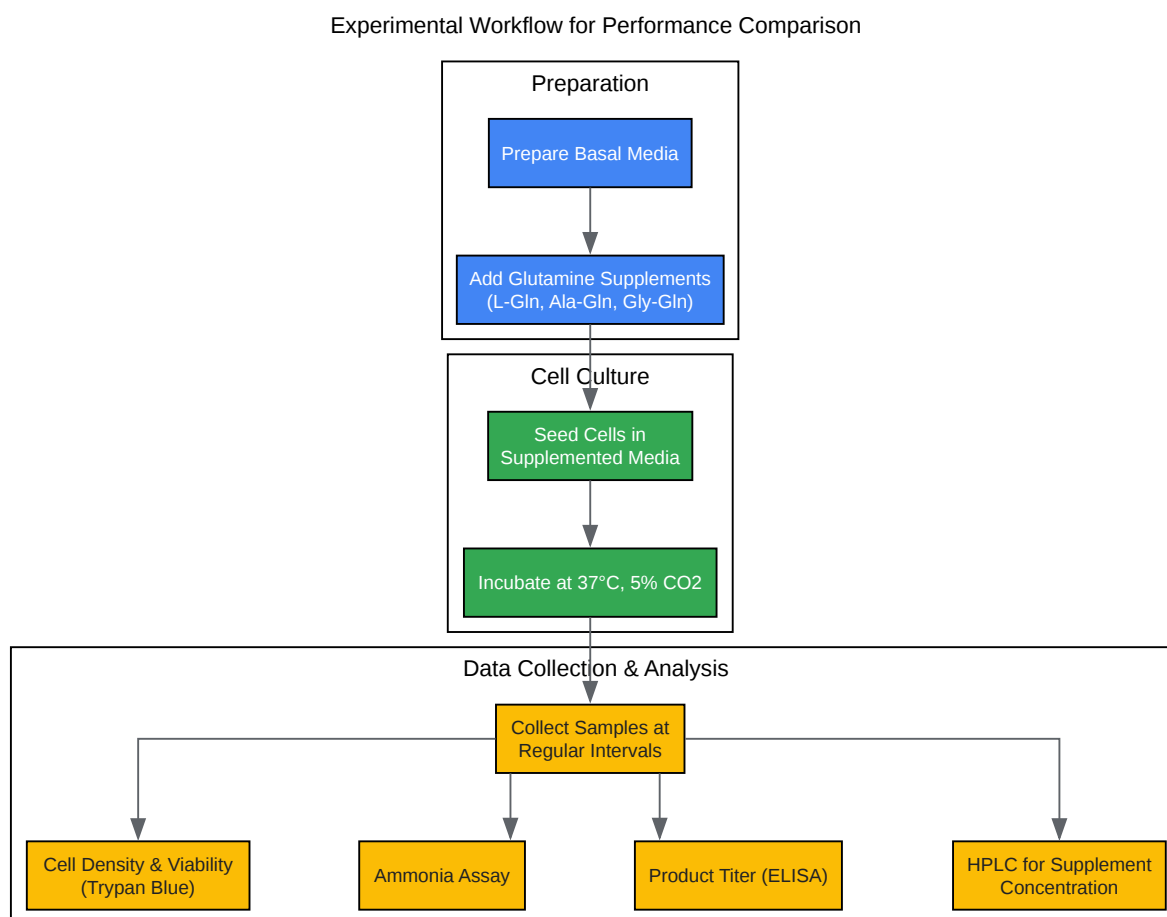 Experimental Workflow for Performance Comparison
Preparation
Prepare Basal Media
Add Glutamine Supplements
(L-Gln, Ala-Gln, Gly-Gln)
Cell Culture
Seed Cells in
Supplemented Media
Incubate at 37°C, 5% CO2
Data Collection & Analysis
Collect Samples at
Regular Intervals
Cell Density & Viability
(Trypan Blue)
Ammonia Assay
Product Titer (ELISA)
HPLC for Supplement
Concentration